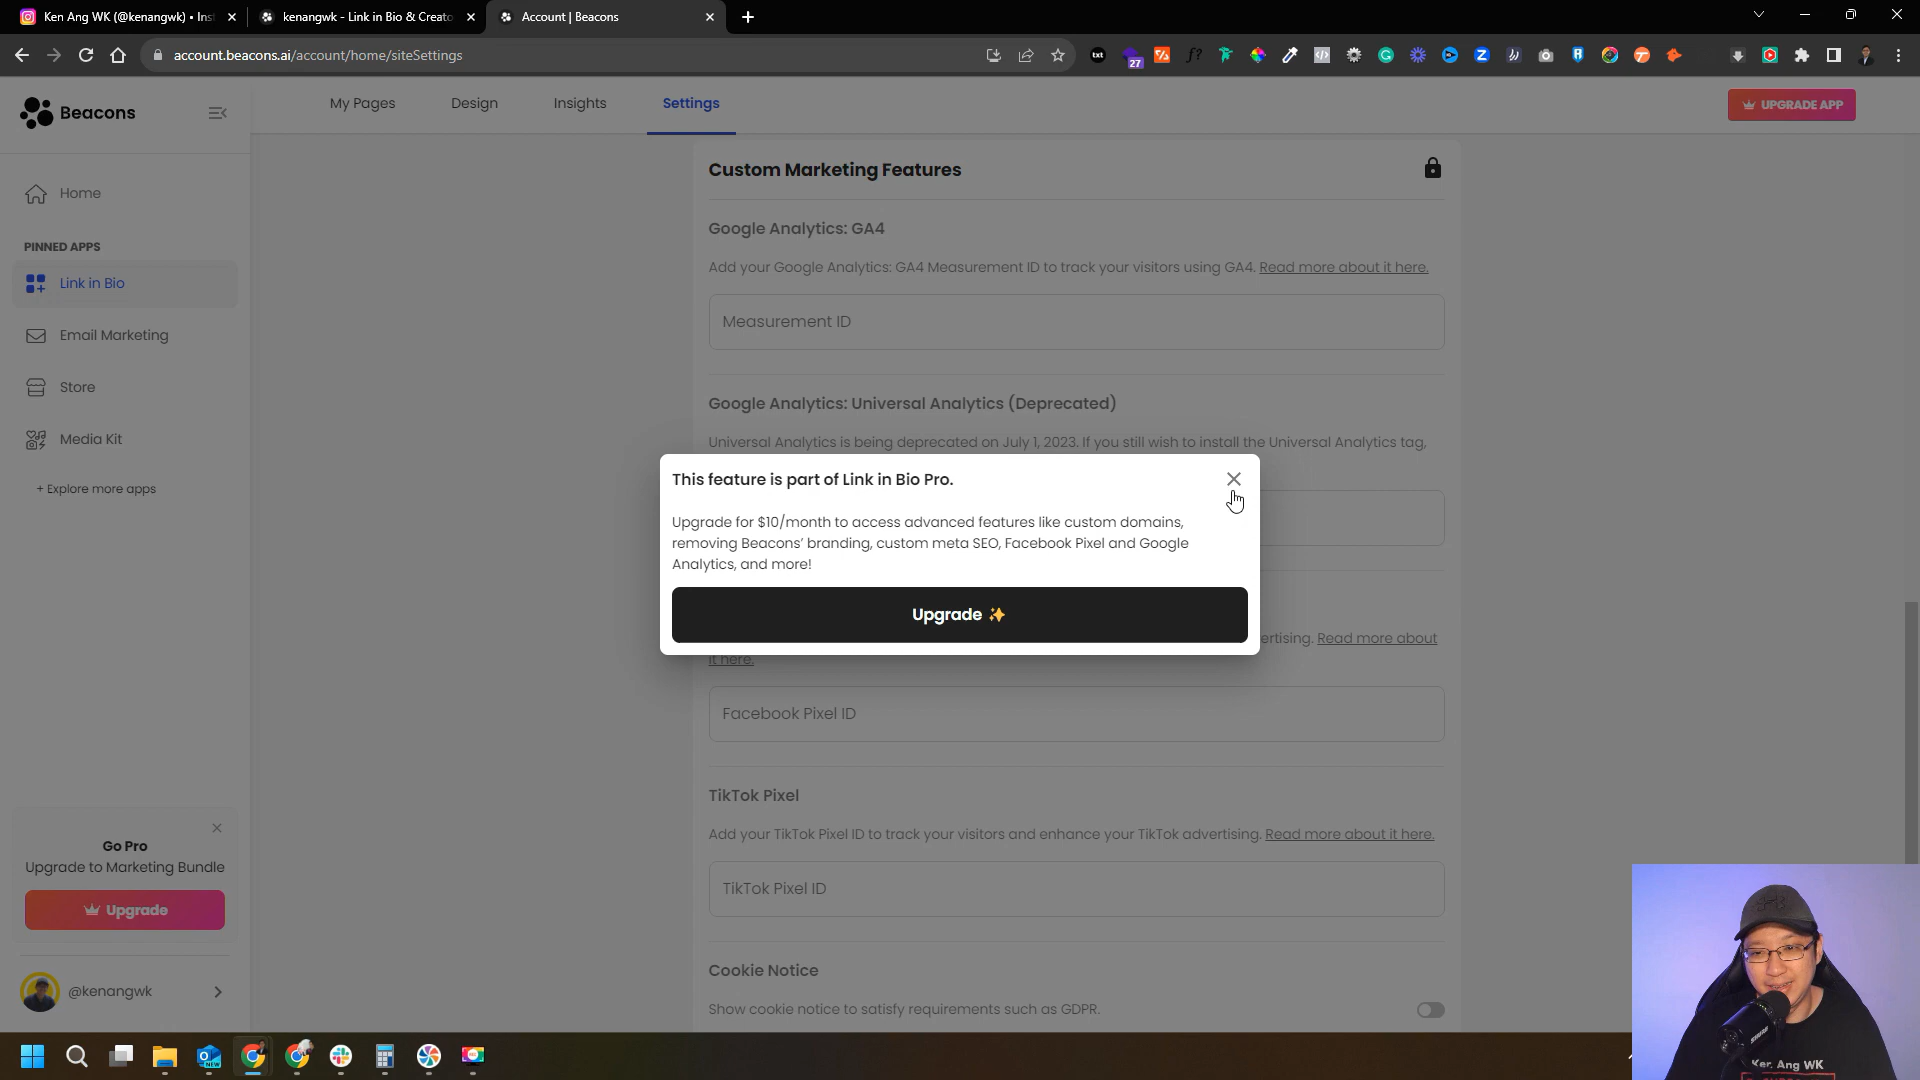 Ken Ang WK (@kenangwk) • Inst
kenangwk - Link in Bio & Creato
Account | Beacons
account.beacons.ai/account/home/siteSettings
txt
27
f?
Beacons
My Pages
Design
Insights
Settings
UPGRADE APP
Home
PINNED APPS
Link in Bio
Email Marketing
Store
Media Kit
+ Explore more apps
Custom Marketing Features
Google Analytics: GA4
Add your Google Analytics: GA4 Measurement ID to track your visitors using GA4. Read more about it here.
Measurement ID
Google Analytics: Universal Analytics (Deprecated)
Universal Analytics is being deprecated on July 1, 2023. If you still wish to install the Universal Analytics tag,
This feature is part of Link in Bio Pro.
Upgrade for $10/month to access advanced features like custom domains,
removing Beacons’ branding, custom meta SEO, Facebook Pixel and Google
Analytics, and more!
Upgrade ✨
ertising. Read more about
it here.
Facebook Pixel ID
TikTok Pixel
Add your TikTok Pixel ID to track your visitors and enhance your TikTok advertising. Read more about it here.
TikTok Pixel ID
Cookie Notice
Show cookie notice to satisfy requirements such as GDPR.
Go Pro
Upgrade to Marketing Bundle
Upgrade
@kenangwk
NEW
Ken Ang WK